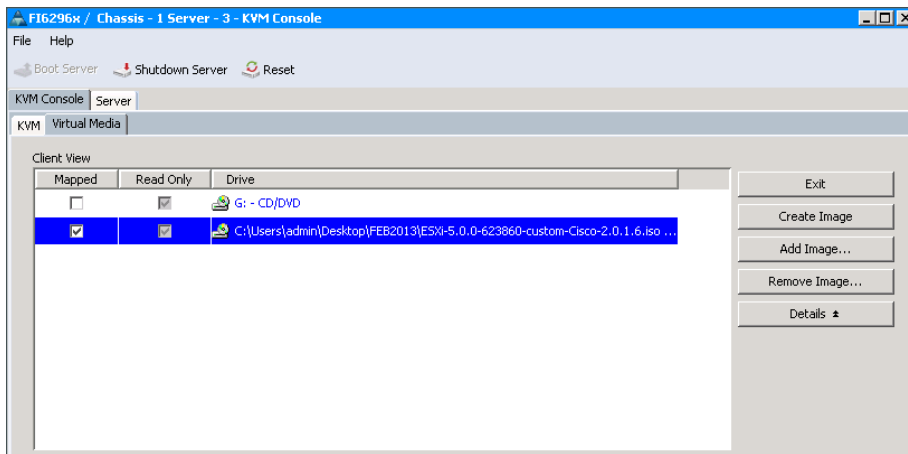 FI6296x / Chassis - 1 Server - 3 - KVM Console
File Help
Boot Server Shutdown Server Reset
KVM Console Server
KVM Virtual Media
Client View
Mapped Read Only Drive
G: - CD/DVD
C:\Users\admin\Desktop\FEB2013\ESXi-5.0.0-623860-custom-Cisco-2.0.1.6.iso ...
Exit
Create Image
Add Image...
Remove Image...
Details